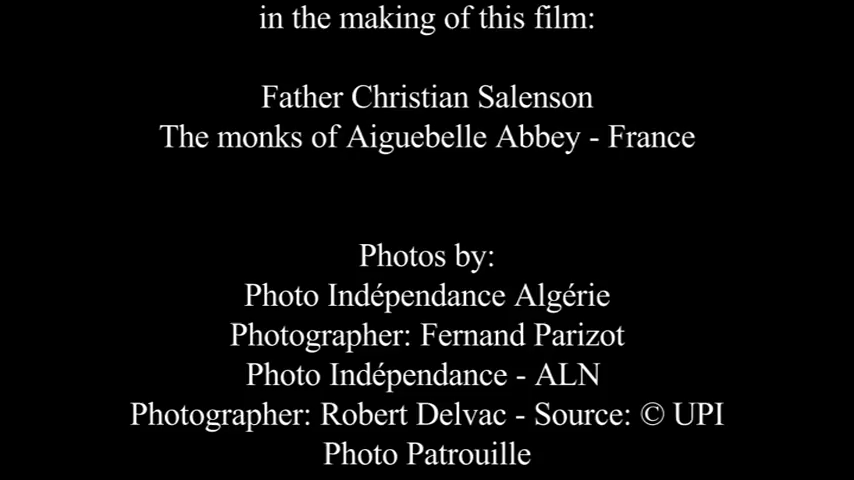 in the making of this film:
Father Christian Salenson
The monks of Aiguebelle Abbey - France
Photos by:
Photo Indépendance Algérie
Photographer: Fernand Parizot
Photo Indépendance - ALN
Photographer: Robert Delvac - Source: © UPI
Photo Patrouille